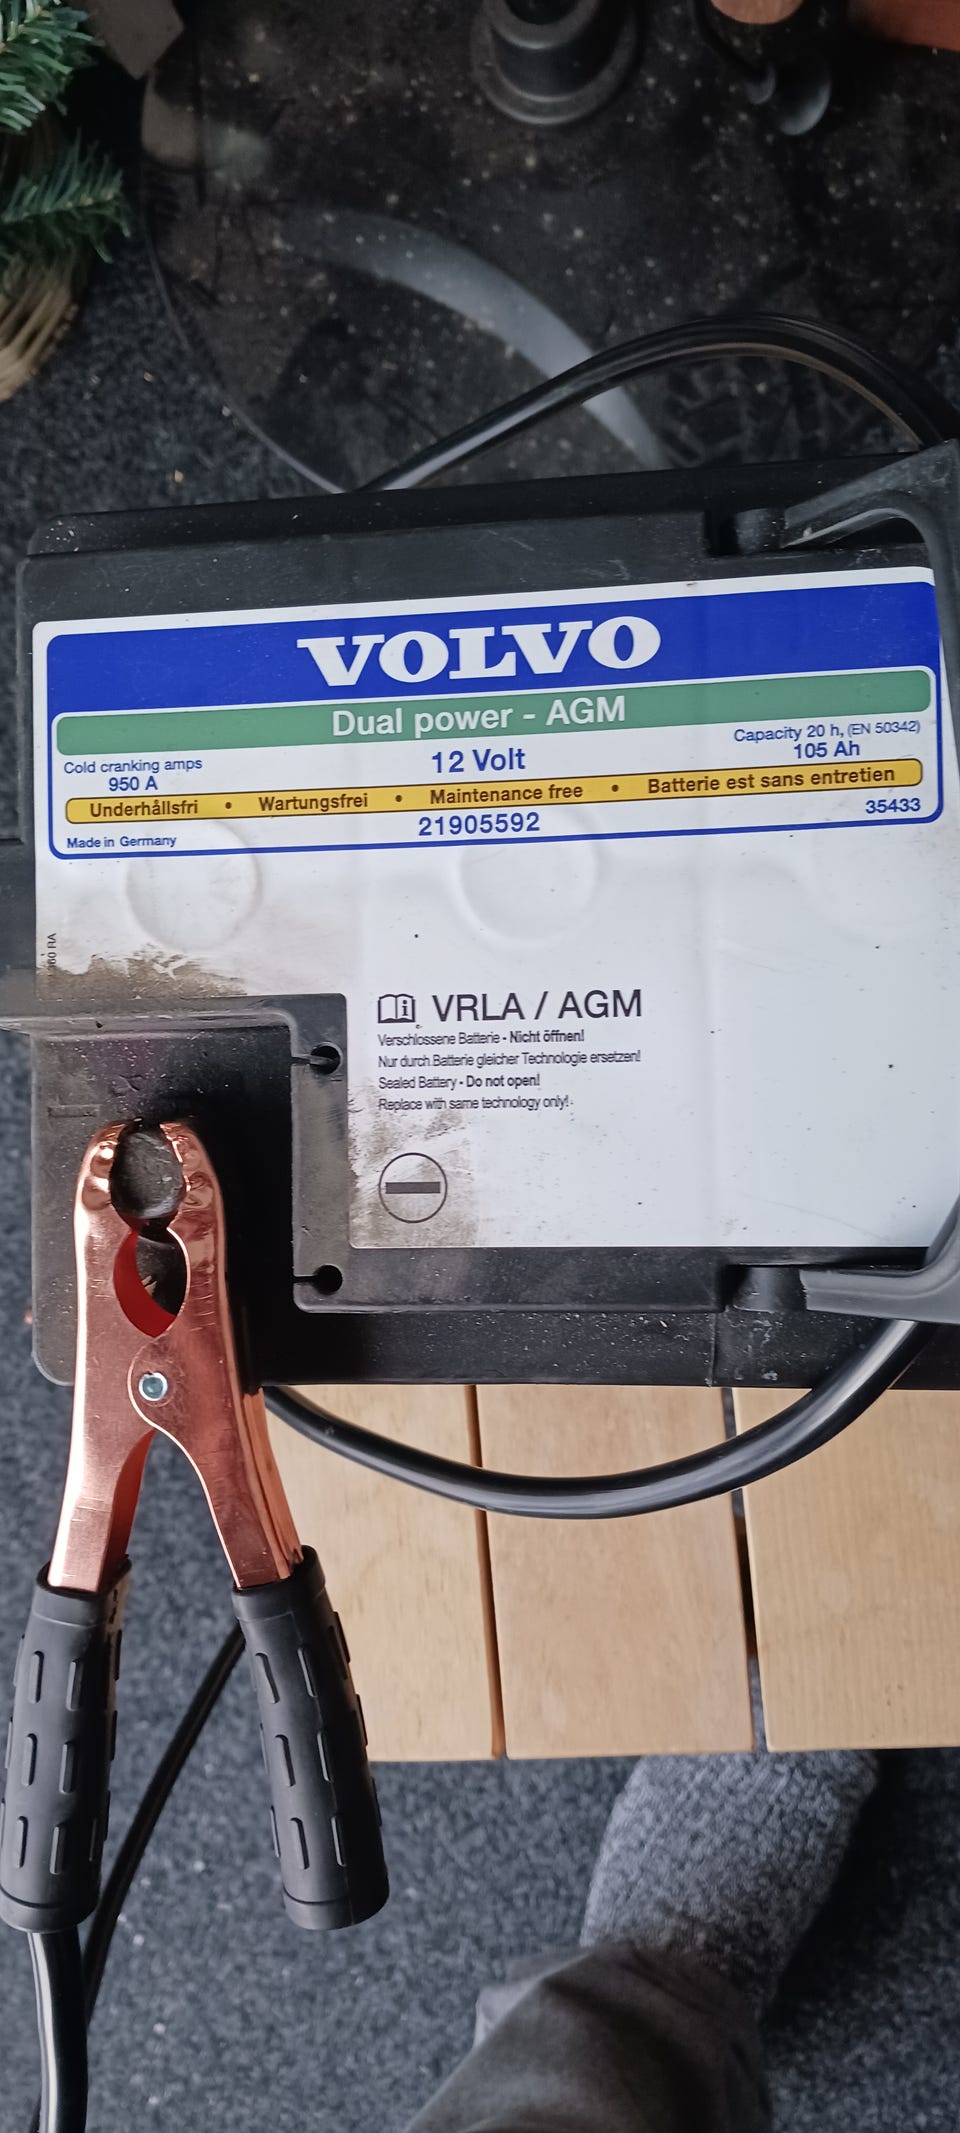 VOLVO
Dual power - AGM
Cold cranking amps
950 A
12 Volt
Capacity 20 h, (EN 50342)
105 Ah
Underhållsfri • Wartungsfrei • Maintenance free • Batterie est sans entretien
Made in Germany
21905592
35433
VRLA / AGM
Verschlossene Batterie - Nicht öffnen!
Nur durch Batterie gleicher Technologie ersetzen!
Sealed Battery - Do not open!
Replace with same technology only!